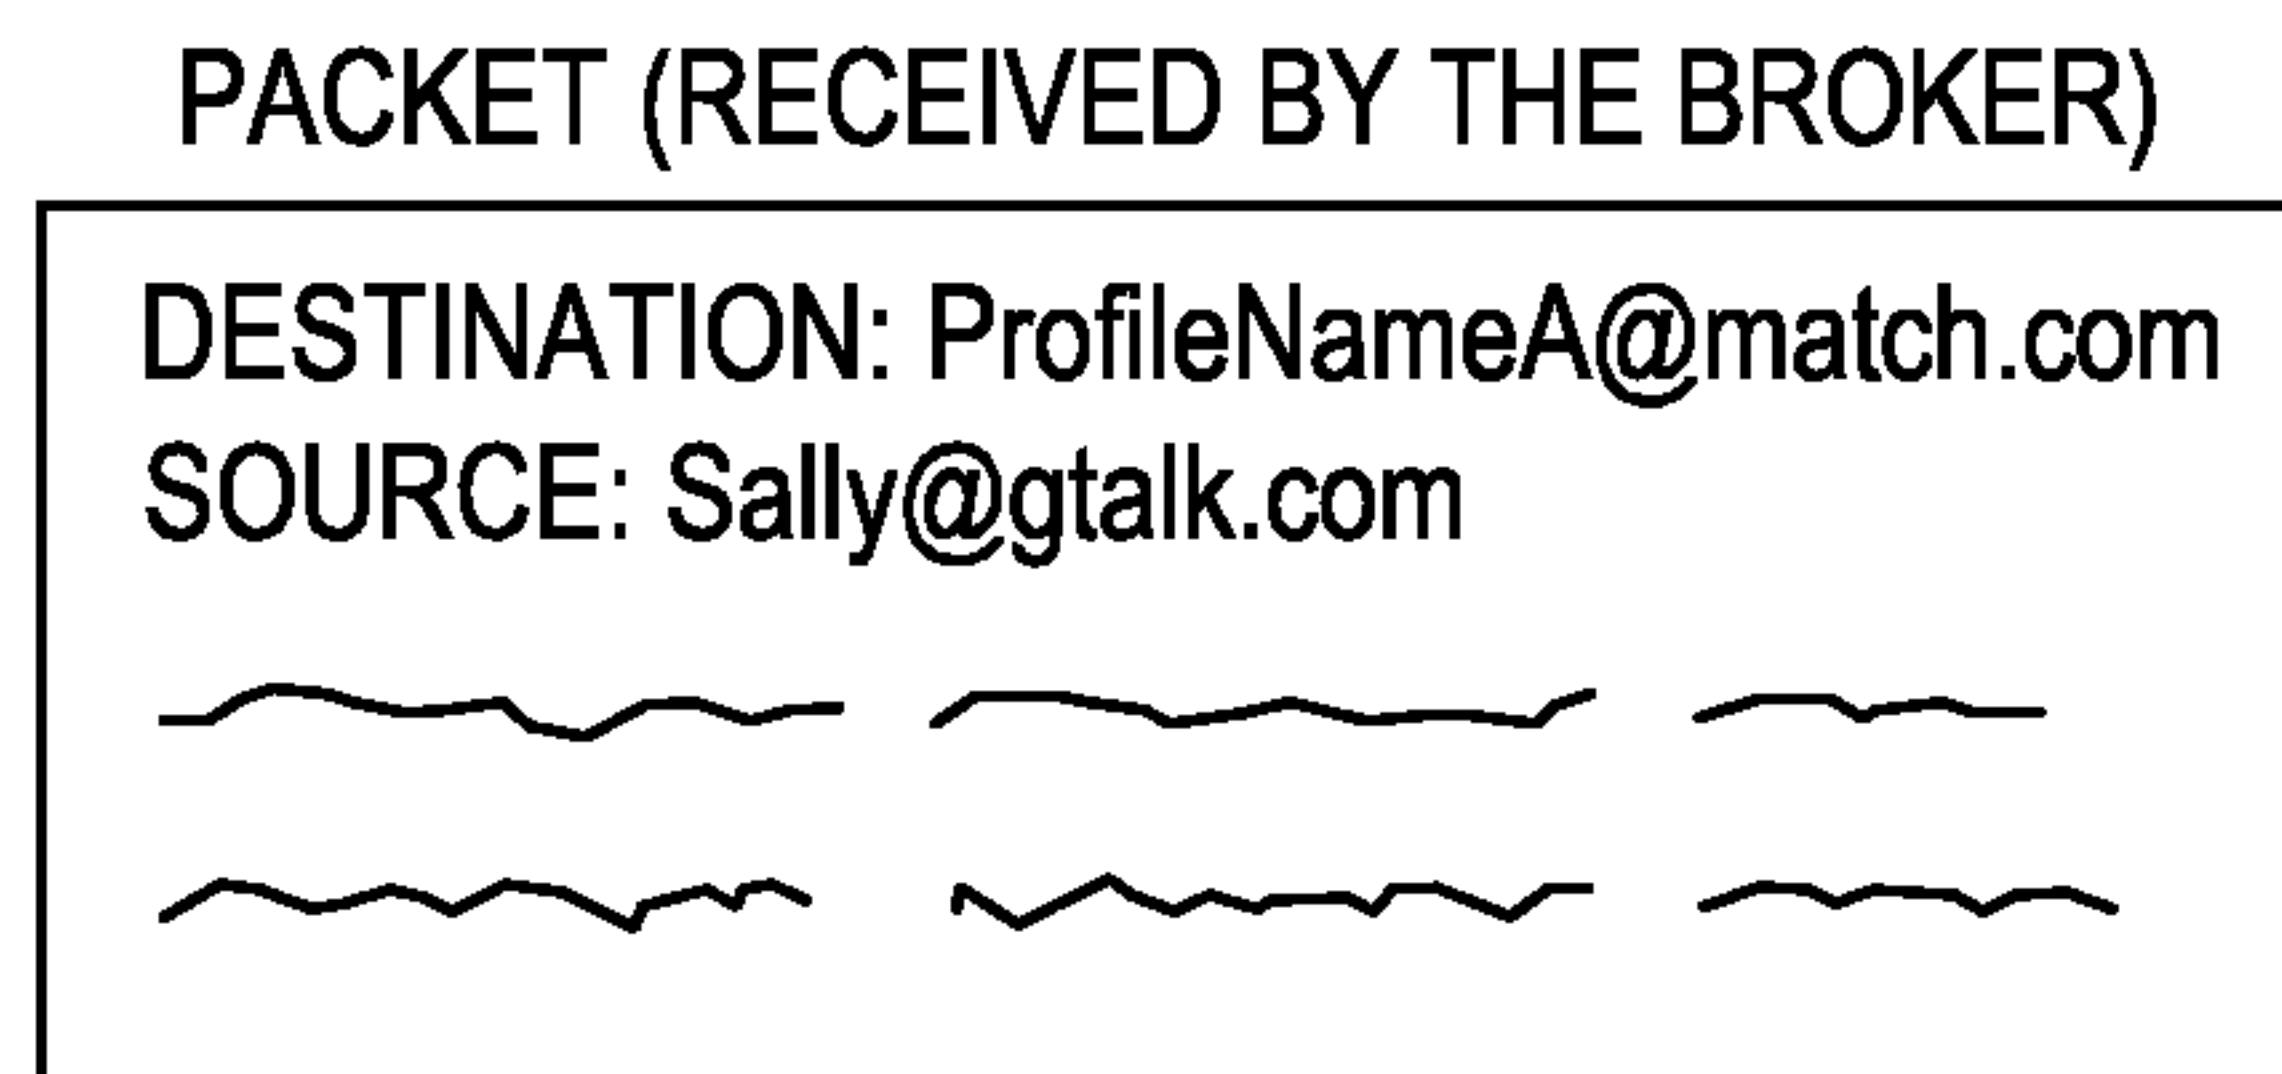 PACKET (RECEIVED BY THE BROKER)
DESTINATION: ProfileNameA@match.com
SOURCE: Sally@gtalk.com